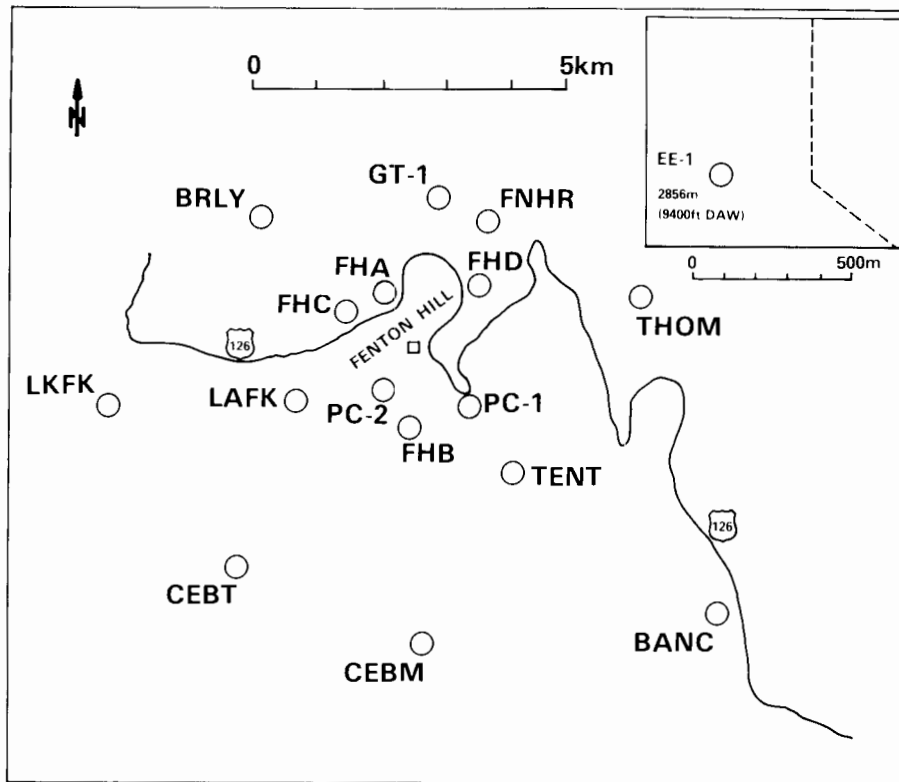 0 5km
N
EE-1
2856m
(9400ft DAW)
0 500m
GT-1
BRLY
FNHR
FHA
FHD
FHC
THOM
FENTON HILL
126
LKFK
LAFK
PC-2
PC-1
FHB
TENT
126
CEBT
BANC
CEBM